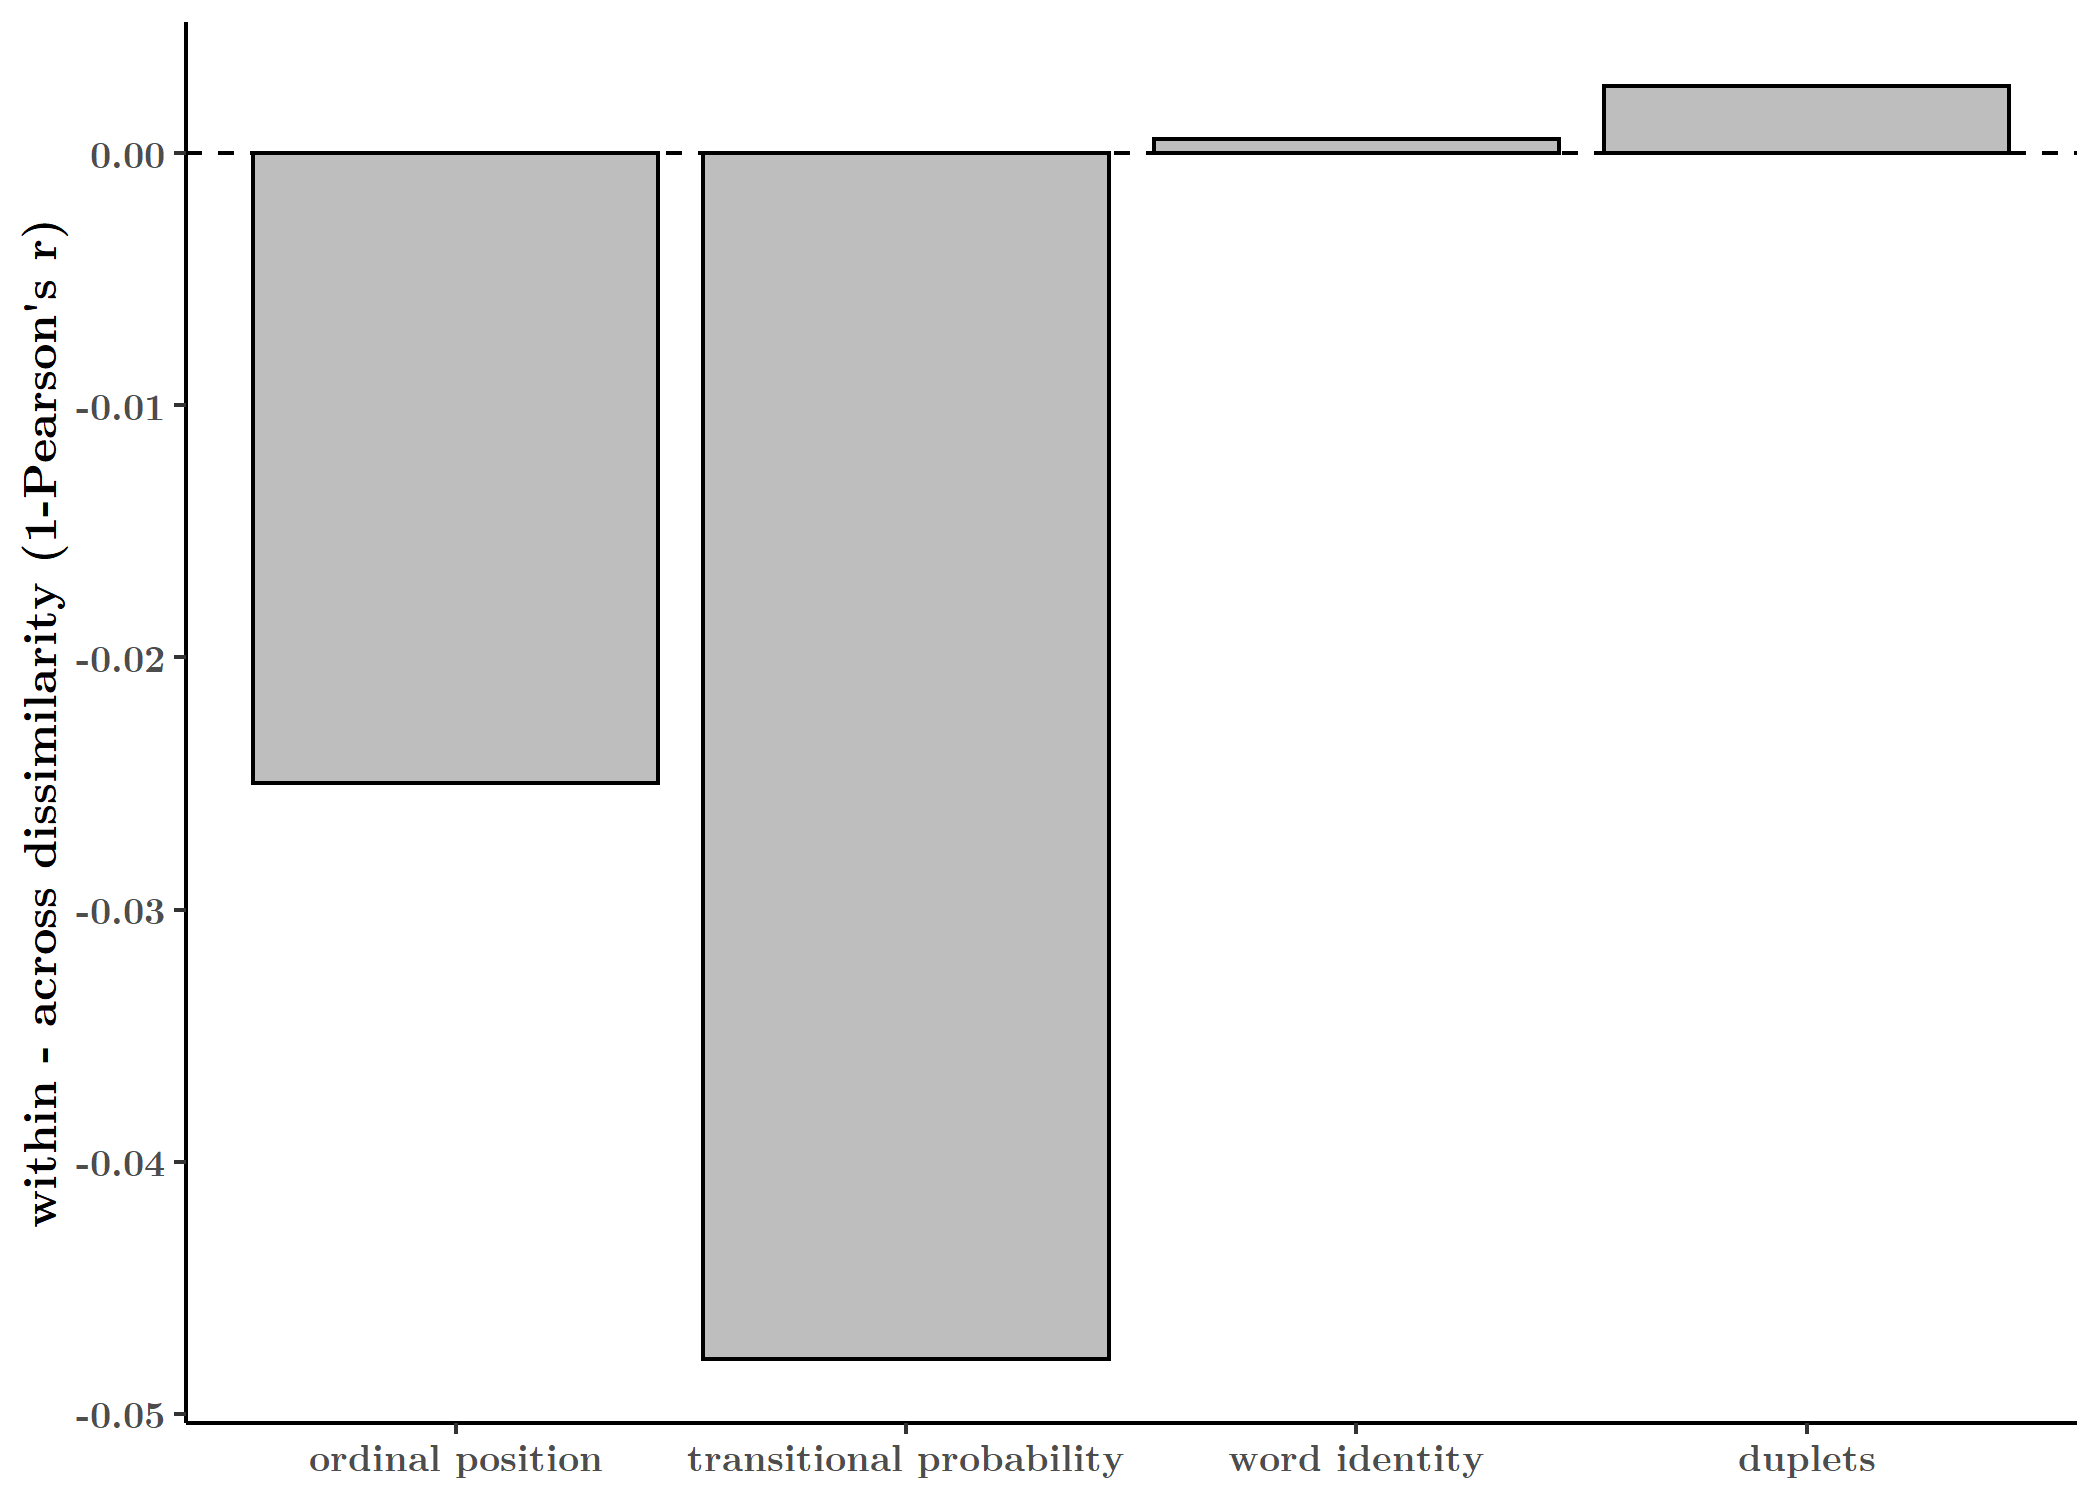 within - across dissimilarity (1-Pearson's r)
0.00
-0.01
-0.02
-0.03
-0.04
-0.05
ordinal position
transitional probability
word identity
duplets